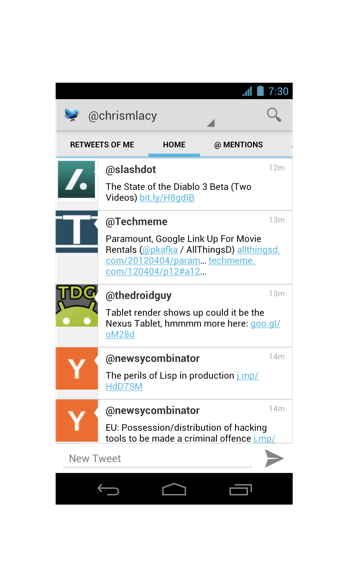 7:30
@chrismlacy
RETWEETS OF ME HOME @ MENTIONS
@slashdot 12m
The State of the Diablo 3 Beta (Two
Videos) bit.ly/H8gdIB
@Techmeme 13m
Paramount, Google Link Up For Movie
Rentals (@pkafka / AllThingsD) allthingsd.
com/20120404/param… techmeme.
com/120404/p12#a12…
TDG
@thedroidguy 13m
Tablet render shows up could it be the
Nexus Tablet, hmmmm more here: goo.gl/
oM28d
Y
@newsycombinator 14m
The perils of Lisp in production j.mp/
HdD7SM
Y
@newsycombinator 14m
EU: Possession/distribution of hacking
tools to be made a criminal offence j.mp/
New Tweet